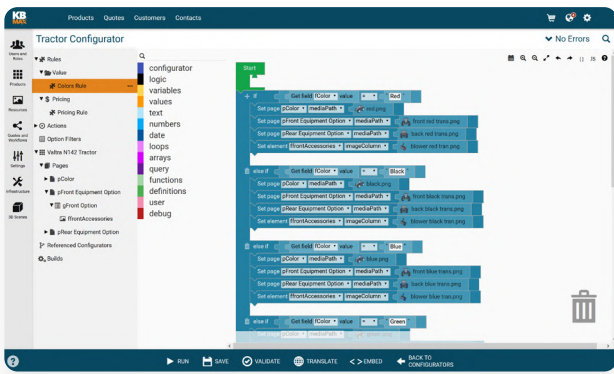 KB MAX
Products Quotes Customers Contacts
Tractor Configurator
No Errors
Users and Roles
Products
Resources
Quotes and Workflows
Settings
Infrastructure
3D Scenes
Rules
Value
Colors Rule
Pricing
Pricing Rule
Actions
Option Filters
Valtra N142 Tractor
Pages
pColor
pFront Equipment Option
pFront Option
ffrontAccessories
pRear Equipment Option
Referenced Configurators
Builds
configurator
logic
variables
values
text
numbers
date
loops
arrays
query
functions
definitions
user
debug
Start
+ if Get field fColor value = "Red"
Set page pColor mediaPath red.png
Set page pFront Equipment Option mediaPath front red trans.png
Set page pRear Equipment Option mediaPath back red trans.png
Set element ffrontAccessories imageColumn blower red tran.png
else if Get field fColor value = "Black"
Set page pColor mediaPath black.png
Set page pFront Equipment Option mediaPath front black trans.png
Set page pRear Equipment Option mediaPath back black trans.png
Set element ffrontAccessories imageColumn blower black tran.png
else if Get field fColor value = "Blue"
Set page pColor mediaPath blue.png
Set page pFront Equipment Option mediaPath front blue trans.png
Set page pRear Equipment Option mediaPath back blue trans.png
Set element ffrontAccessories imageColumn blower blue tran.png
else if Get field fColor value = "Green"
Set page pColor mediaPath
RUN SAVE VALIDATE TRANSLATE <> EMBED BACK TO CONFIGURATORS